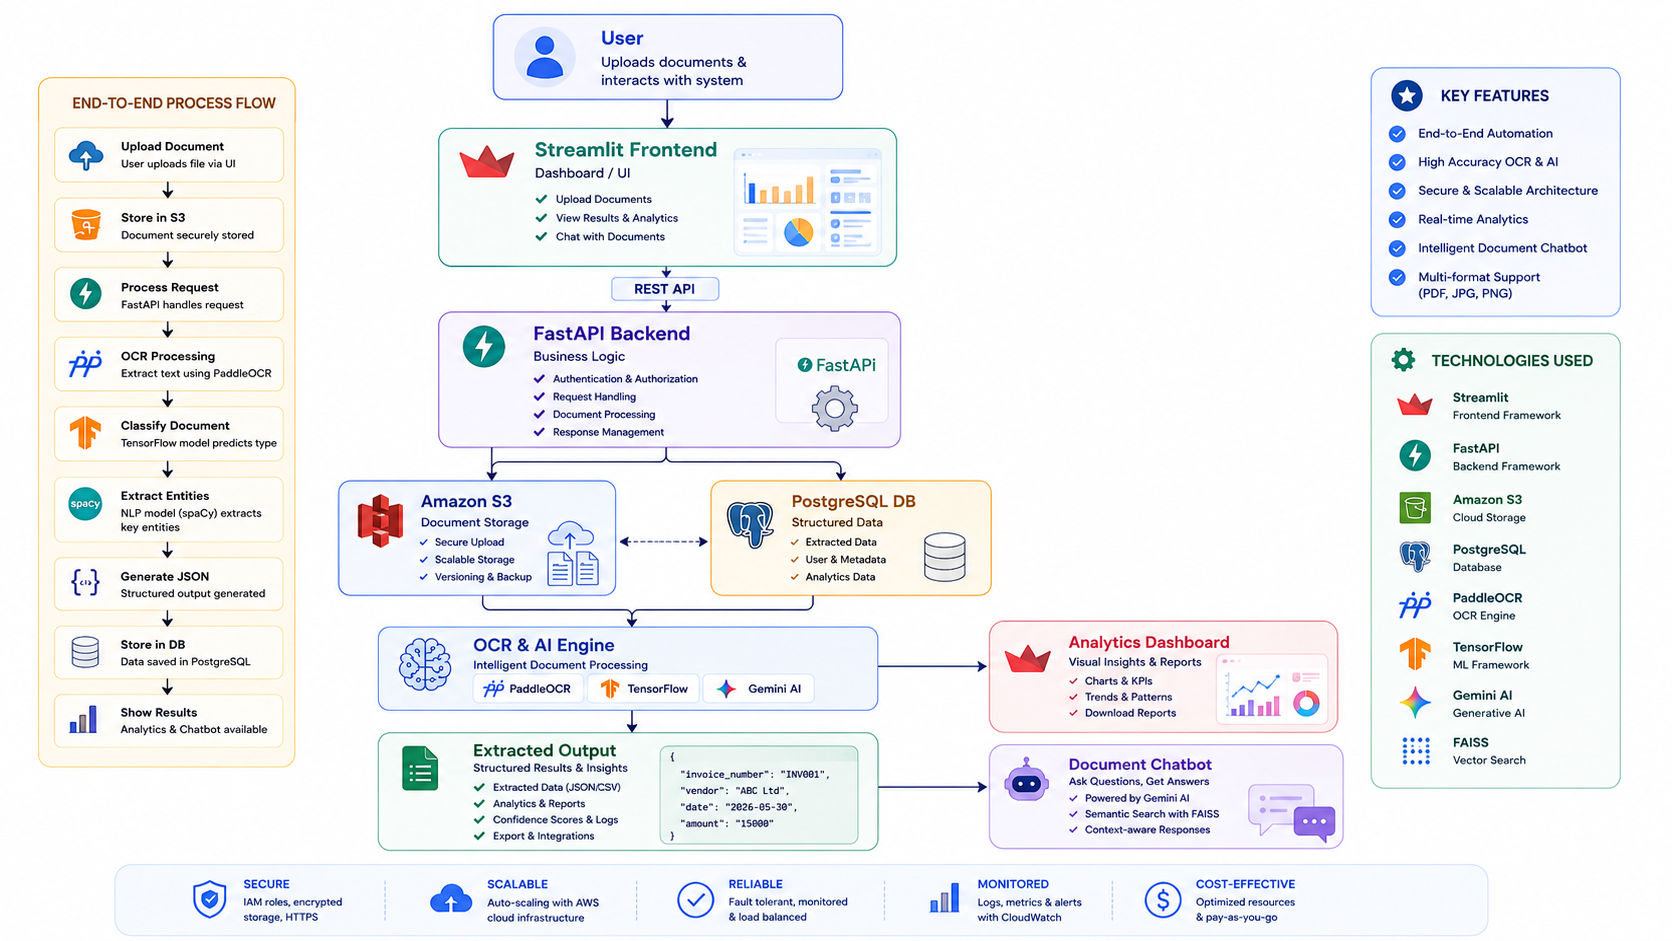 User
Uploads documents &
interacts with system
END-TO-END PROCESS FLOW
Upload Document
User uploads file via UI
Store in S3
Document securely stored
Process Request
FastAPI handles request
OCR Processing
Extract text using PaddleOCR
Classify Document
TensorFlow model predicts type
spaCy
Extract Entities
NLP model (spaCy) extracts
key entities
Generate JSON
Structured output generated
Store in DB
Data saved in PostgreSQL
Show Results
Analytics & Chatbot available
Streamlit Frontend
Dashboard / UI
Upload Documents
View Results & Analytics
Chat with Documents
REST API
FastAPI Backend
Business Logic
Authentication & Authorization
Request Handling
Document Processing
Response Management
FastAPi
Amazon S3
Document Storage
Secure Upload
Scalable Storage
Versioning & Backup
PostgreSQL DB
Structured Data
Extracted Data
User & Metadata
Analytics Data
OCR & AI Engine
Intelligent Document Processing
PaddleOCR
TensorFlow
Gemini AI
Extracted Output
Structured Results & Insights
Extracted Data (JSON/CSV)
Analytics & Reports
Confidence Scores & Logs
Export & Integrations
{
"invoice_number": "INV001",
"vendor": "ABC Ltd",
"date": "2026-05-30",
"amount": "15000"
}
Analytics Dashboard
Visual Insights & Reports
Charts & KPIs
Trends & Patterns
Download Reports
Document Chatbot
Ask Questions, Get Answers
Powered by Gemini AI
Semantic Search with FAISS
Context-aware Responses
KEY FEATURES
End-to-End Automation
High Accuracy OCR & AI
Secure & Scalable Architecture
Real-time Analytics
Intelligent Document Chatbot
Multi-format Support
(PDF, JPG, PNG)
TECHNOLOGIES USED
Streamlit
Frontend Framework
FastAPI
Backend Framework
Amazon S3
Cloud Storage
PostgreSQL
Database
PaddleOCR
OCR Engine
TensorFlow
ML Framework
Gemini AI
Generative AI
FAISS
Vector Search
SECURE
IAM roles, encrypted
storage, HTTPS
SCALABLE
Auto-scaling with AWS
cloud infrastructure
RELIABLE
Fault tolerant, monitored
& load balanced
MONITORED
Logs, metrics & alerts
with CloudWatch
COST-EFFECTIVE
Optimized resources
& pay-as-you-go